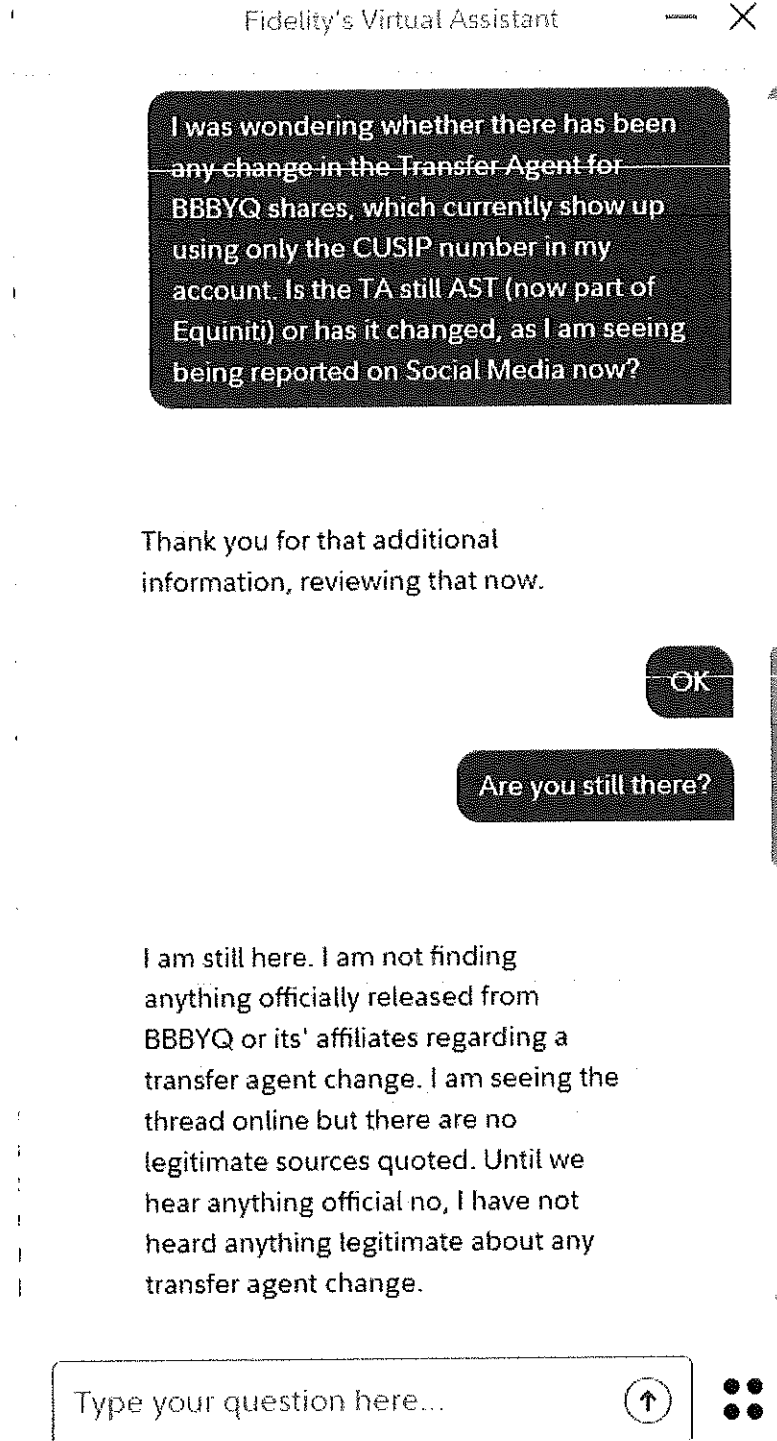 Fidelity's Virtual Assistant
I was wondering whether there has been
any change in the Transfer Agent for
BBBYQ shares, which currently show up
using only the CUSIP number in my
account. Is the TA still AST (now part of
Equiniti) or has it changed, as I am seeing
being reported on Social Media now?
Thank you for that additional
information, reviewing that now.
OK
Are you still there?
I am still here. I am not finding
anything officially released from
BBBYQ or its' affiliates regarding a
transfer agent change. I am seeing the
thread online but there are no
legitimate sources quoted. Until we
hear anything official no, I have not
heard anything legitimate about any
transfer agent change.
Type your question here...